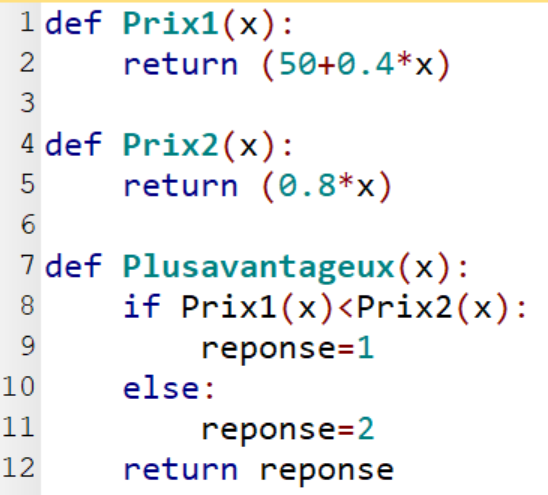 1 def Prix1(x):
2     return (50+0.4*x)
3
4 def Prix2(x):
5     return (0.8*x)
6
7 def Plusavantageux(x):
8     if Prix1(x)<Prix2(x):
9         reponse=1
10     else:
11         reponse=2
12     return reponse